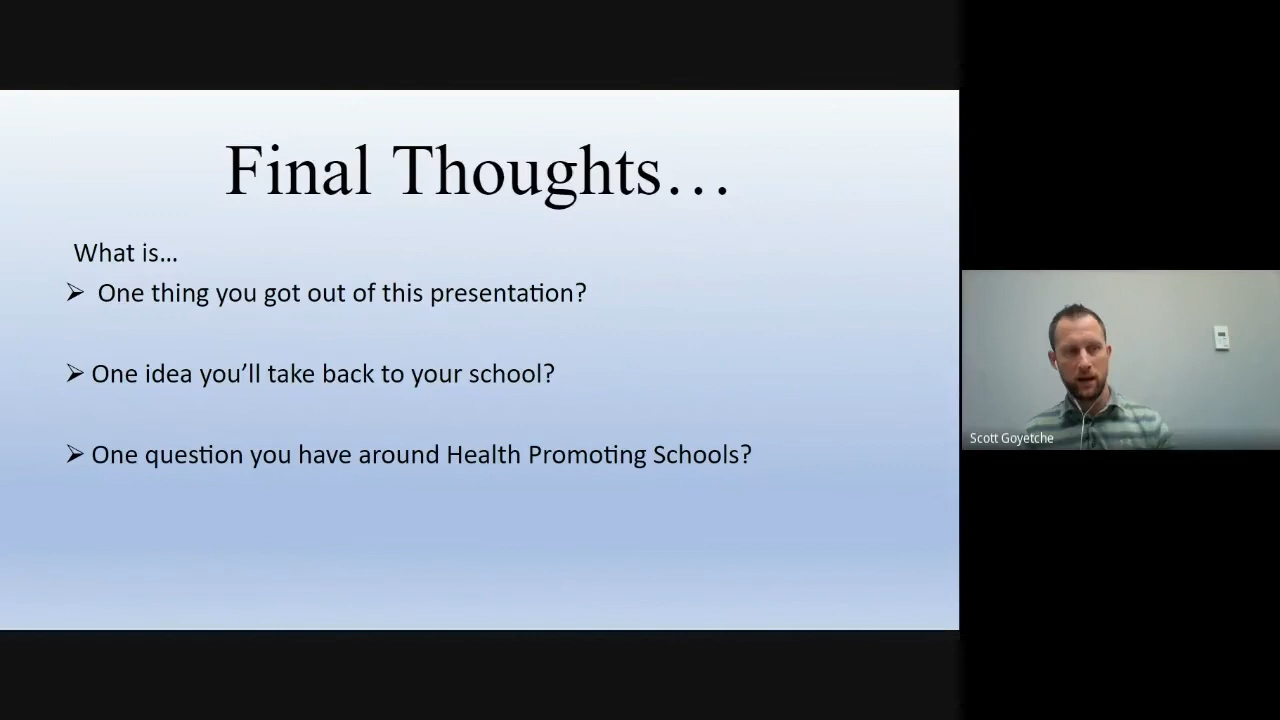 Final Thoughts…
What is…
➢ One thing you got out of this presentation?
➢ One idea you’ll take back to your school?
➢ One question you have around Health Promoting Schools?
Scott Goyetche